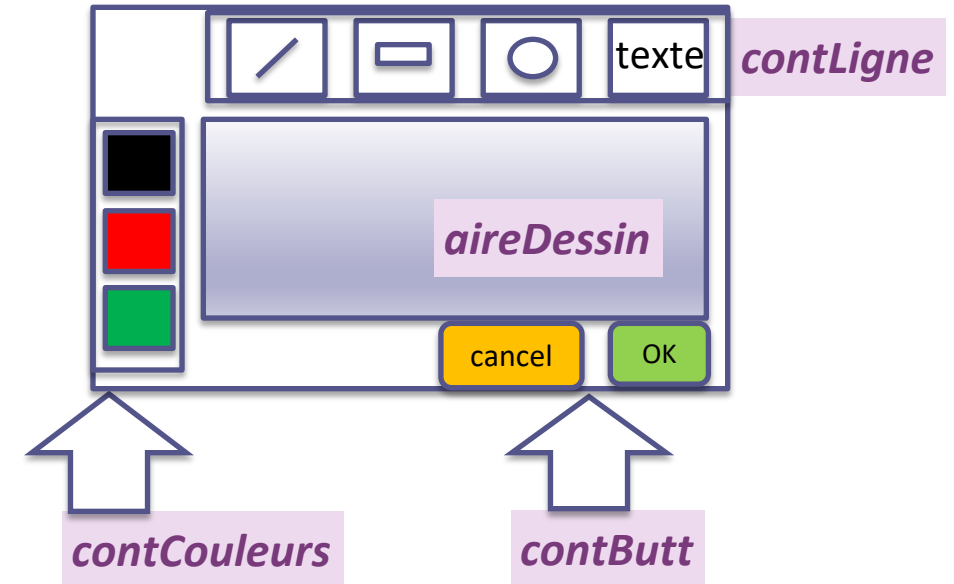 texte
contLigne
aireDessin
cancel
OK
contCouleurs
contButt